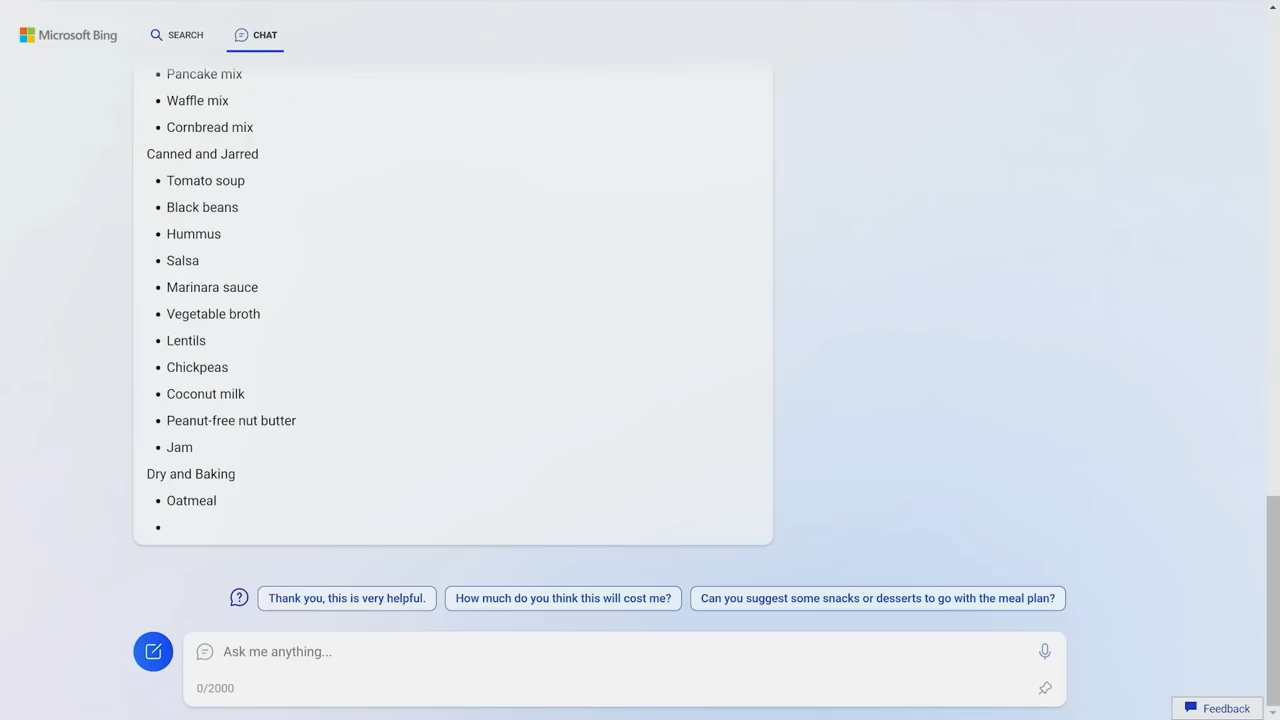 Microsoft Bing
SEARCH
CHAT
• Pancake mix
• Waffle mix
• Cornbread mix
Canned and Jarred
• Tomato soup
• Black beans
• Hummus
• Salsa
• Marinara sauce
• Vegetable broth
• Lentils
• Chickpeas
• Coconut milk
• Peanut-free nut butter
• Jam
Dry and Baking
• Oatmeal
•
Thank you, this is very helpful.
How much do you think this will cost me?
Can you suggest some snacks or desserts to go with the meal plan?
Ask me anything...
0/2000
Feedback